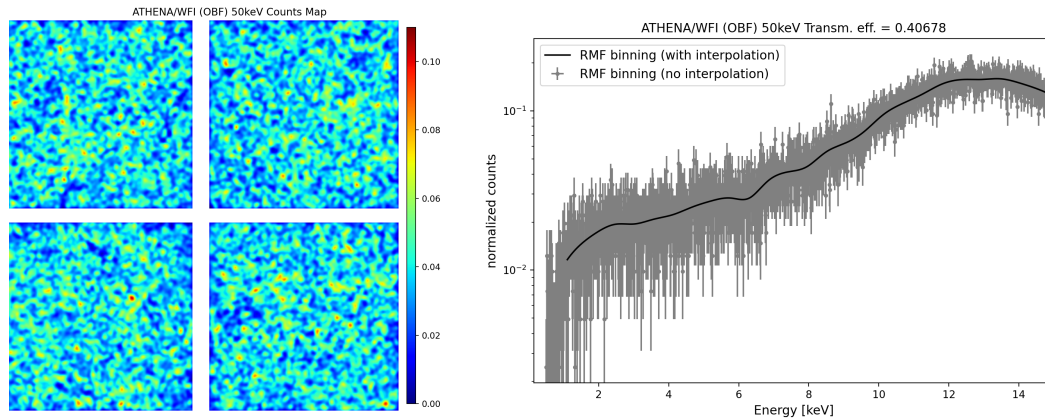 ATHENA/WFI (OBF) 50keV Counts Map
0.10
0.08
0.06
0.04
0.02
0.00
ATHENA/WFI (OBF) 50keV Transm. eff. = 0.40678
RMF binning (with interpolation)
RMF binning (no interpolation)
normalized counts
10⁻¹
10⁻²
2 4 6 8 10 12 14
Energy [keV]